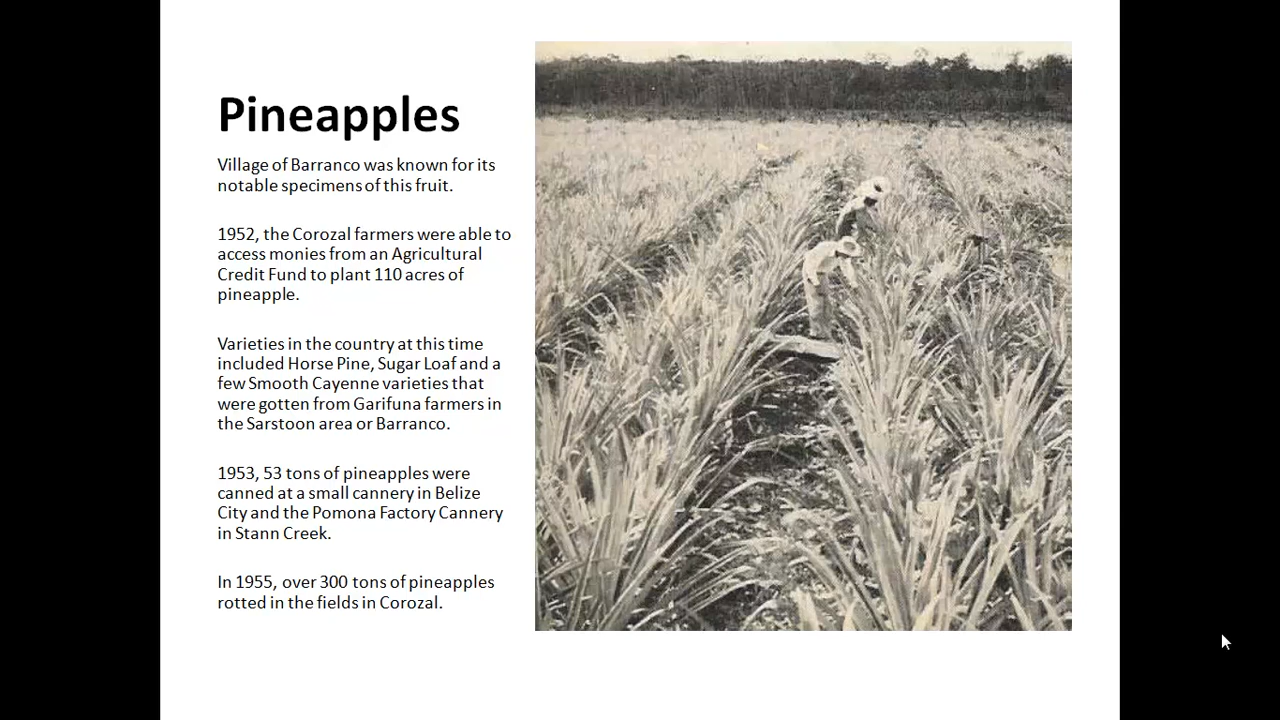 Pineapples
Village of Barranco was known for its
notable specimens of this fruit.
1952, the Corozal farmers were able to
access monies from an Agricultural
Credit Fund to plant 110 acres of
pineapple.
Varieties in the country at this time
included Horse Pine, Sugar Loaf and a
few Smooth Cayenne varieties that
were gotten from Garifuna farmers in
the Sarstoon area or Barranco.
1953, 53 tons of pineapples were
canned at a small cannery in Belize
City and the Pomona Factory Cannery
in Stann Creek.
In 1955, over 300 tons of pineapples
rotted in the fields in Corozal.